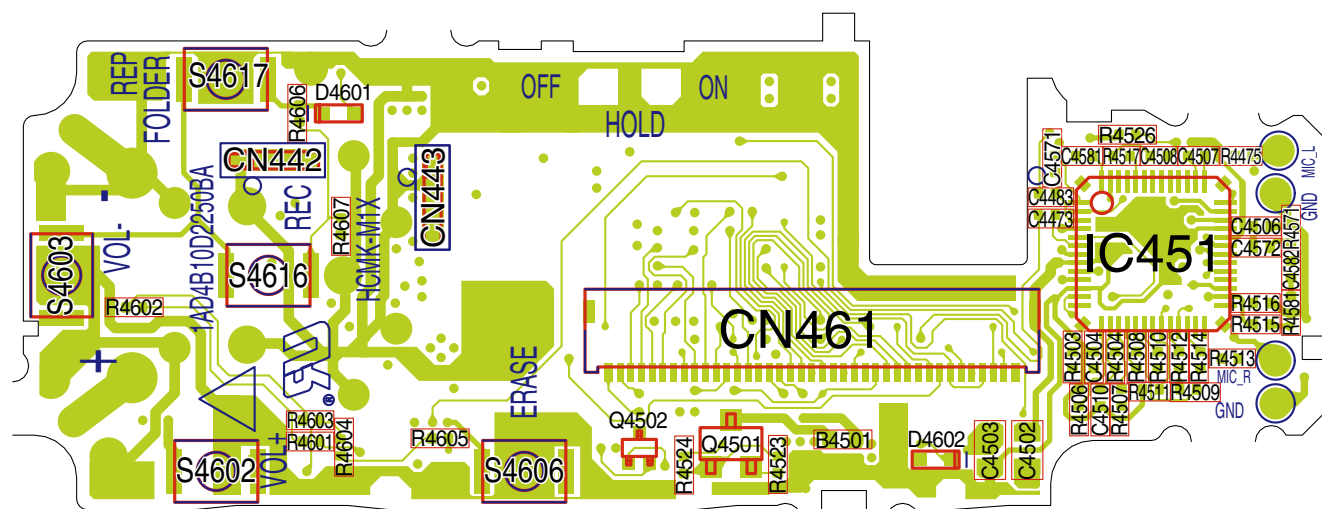 REP
FOLDER
S4617
R4606
D4601
OFF
ON
HOLD
CN442
CN443
REC
R4607
HCMK-M1X
1AD4B10D2250BA
-
VOL-
S4603
S4616
R4602
+
ERASE
CN461
C4571
R4526
C4581
R4517
C4508
C4507
R4475
MIC_L
GND
C4483
C4473
IC451
C4506
C4572
R4571
C4582
R4581
R4516
R4515
R4503
C4504
R4504
R4508
R4510
R4512
R4514
R4513
MIC_R
GND
R4506
C4510
R4507
R4511
R4509
R4603
R4601
R4604
R4605
S4602
VOL+
S4606
Q4502
R4524
Q4501
R4523
B4501
D4602
C4503
C4502